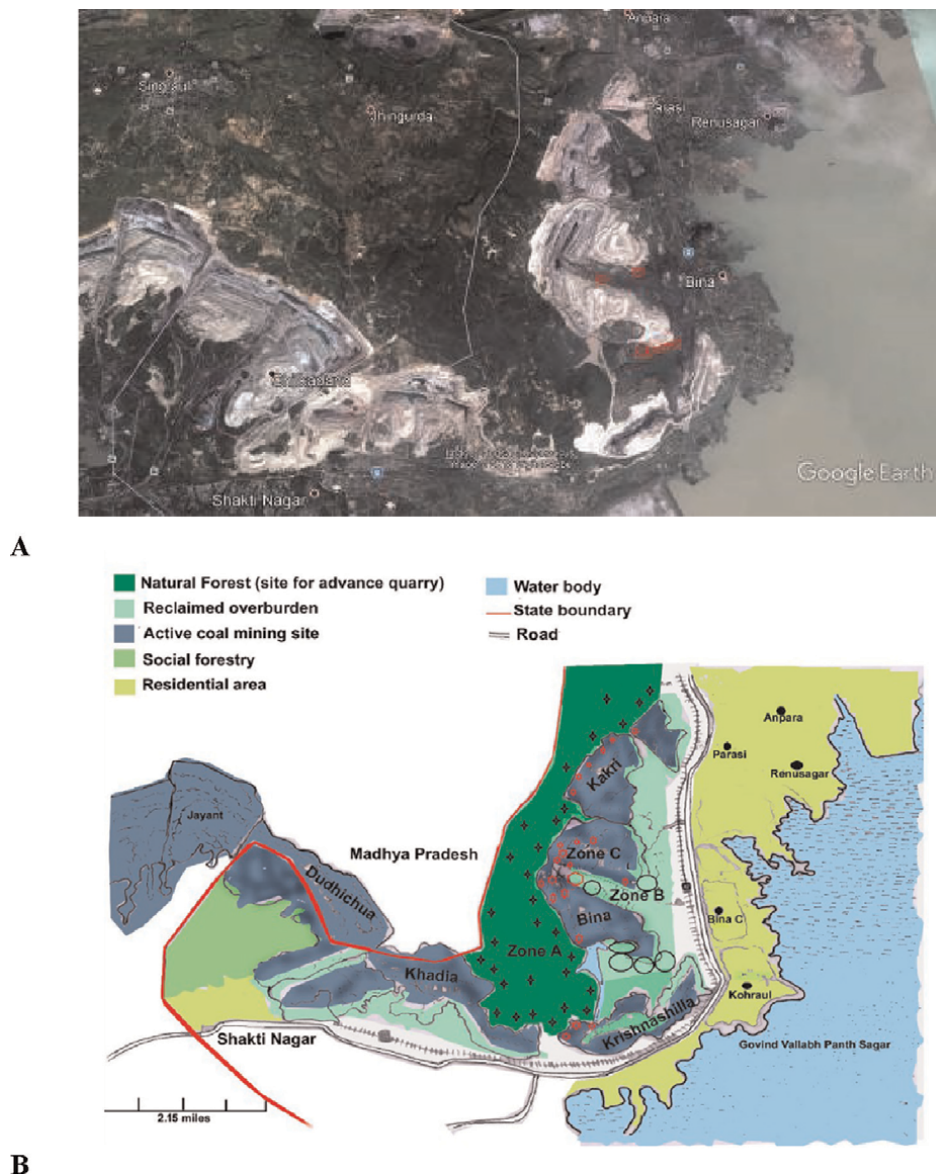 Anpara
Singrauli
Jhingurda
Parasi
Renusagar
Bina
Shakti Nagar
Google Earth
A
Natural Forest (site for advance quarry)
Reclaimed overburden
Active coal mining site
Social forestry
Residential area
Water body
State boundary
Road
Anpara
Parasi
Renusagar
Kakri
Jayant
Madhya Pradesh
Zone C
Dudhichua
Zone B
Bina
Bina C
Zone A
Khadia
Kohraul
Krishnashilla
Shakti Nagar
Govind Vallabh Panth Sagar
2.15 miles
B